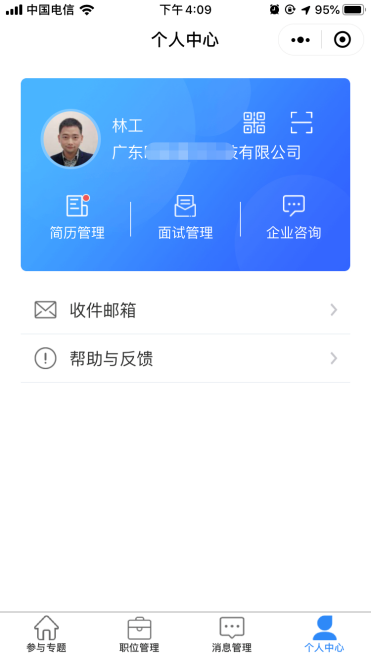 中国电信
下午4:09
95%
个人中心
林工
广东 有限公司
简历管理
面试管理
企业咨询
收件邮箱
帮助与反馈
参与专题
职位管理
消息管理
个人中心